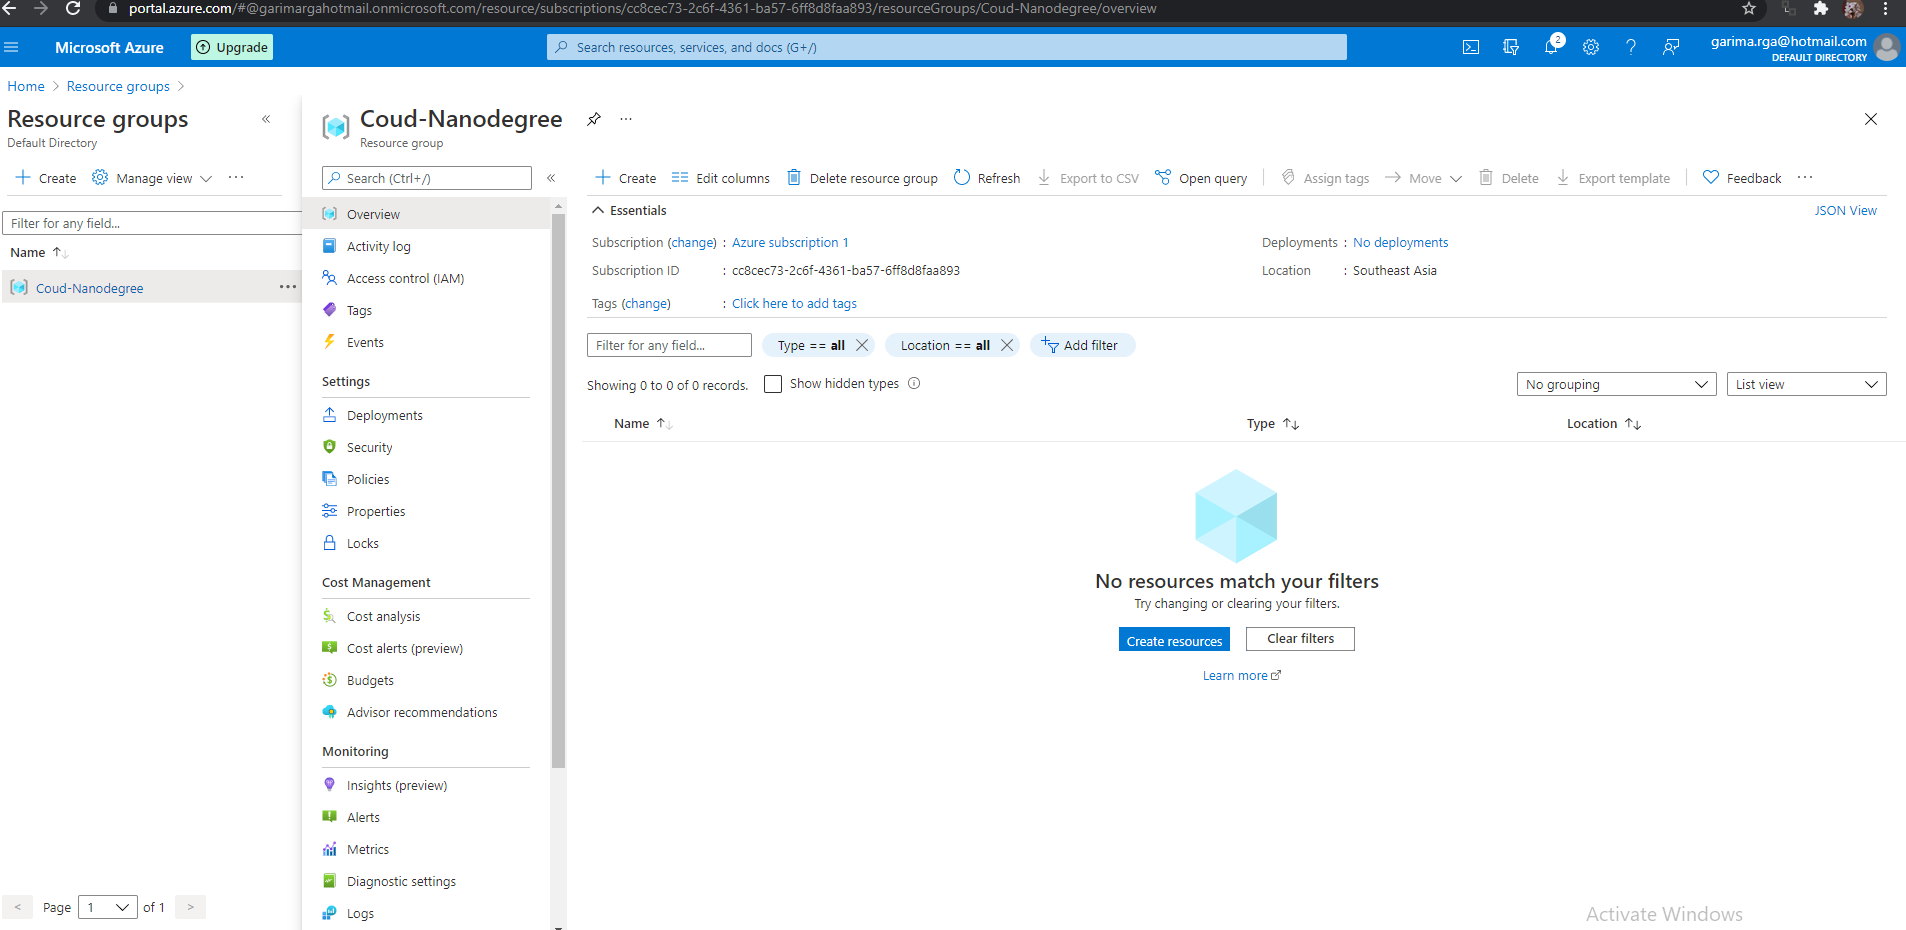 portal.azure.com/#@garimargahotmail.onmicrosoft.com/resource/subscriptions/cc8cec73-2c6f-4361-ba57-6ff8d8faa893/resourceGroups/Coud-Nanodegree/overview
Microsoft Azure
Upgrade
Search resources, services, and docs (G+/)
2
garima.rga@hotmail.com
DEFAULT DIRECTORY
Home > Resource groups >
Resource groups
Default Directory
Create
Manage view
Filter for any field...
Name
Coud-Nanodegree
< Page 1 of 1 >
Coud-Nanodegree
Resource group
Search (Ctrl+/)
Overview
Activity log
Access control (IAM)
Tags
Events
Settings
Deployments
Security
Policies
Properties
Locks
Cost Management
Cost analysis
Cost alerts (preview)
Budgets
Advisor recommendations
Monitoring
Insights (preview)
Alerts
Metrics
Diagnostic settings
Logs
Create Edit columns Delete resource group Refresh Export to CSV Open query Assign tags Move Delete Export template Feedback
Essentials
JSON View
Subscription (change) : Azure subscription 1
Subscription ID : cc8cec73-2c6f-4361-ba57-6ff8d8faa893
Tags (change) : Click here to add tags
Deployments : No deployments
Location : Southeast Asia
Filter for any field...
Type == all
Location == all
Add filter
Showing 0 to 0 of 0 records.
Show hidden types
No grouping
List view
Name Type Location
No resources match your filters
Try changing or clearing your filters.
Create resources
Clear filters
Learn more
Activate Windows